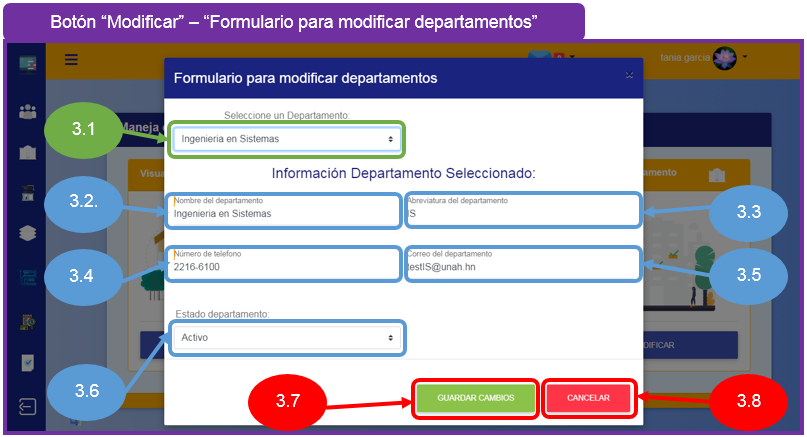 Botón “Modificar” – “Formulario para modificar departamentos”
tania.garcia
Formulario para modificar departamentos
×
Maneja
Seleccione un Departamento:
3.1
Ingenieria en Sistemas
Visua
tamento
Información Departamento Seleccionado:
3.2.
Nombre del departamento
Ingenieria en Sistemas
Abreviatura del departamento
IS
3.3
3.4
Número de telefono
2216-6100
Correo del departamento
testIS@unah.hn
3.5
Estado departamento:
Activo
DIFICAR
3.6
3.7
GUARDAR CAMBIOS
CANCELAR
3.8